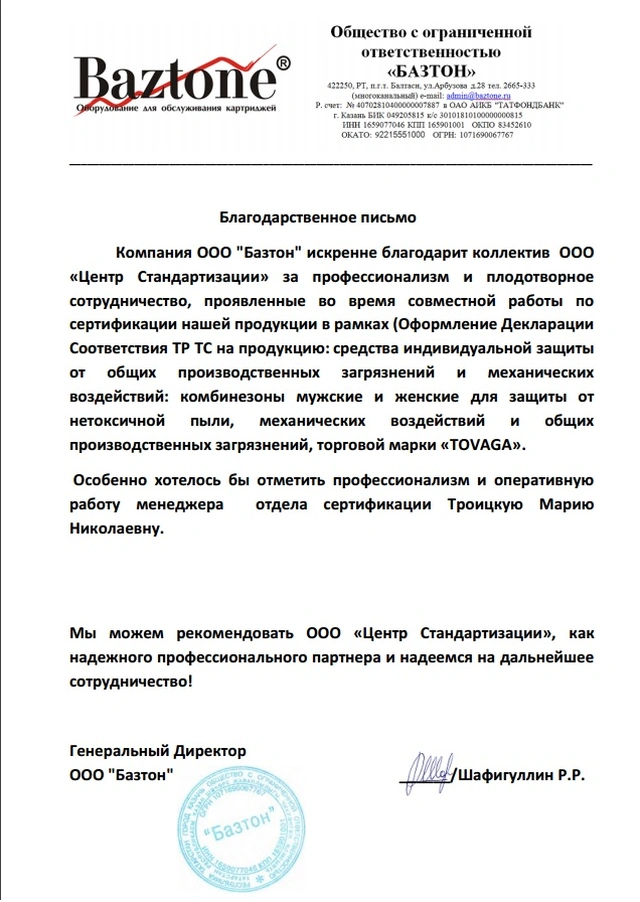 Baztone®
Оборудование для обслуживания картриджей
Общество с ограниченной
ответственностью
«БАЗТОН»
422250, РТ, п.г.т. Балтаси, ул.Арбузова д.28 тел. 2665-333
(многоканальный) e-mail: admin@baztone.ru
Р. счет: № 40702810400000007887 в ОАО АИКБ "ТАТФОНДБАНК"
г. Казань БИК 049205815 к/с 30101810100000000815
ИНН 1659077046 КПП 165901001 ОКПО 83452610
ОКАТО: 92215551000 ОГРН: 1071690067767
Благодарственное письмо
Компания ООО "Базтон" искренне благодарит коллектив ООО
«Центр Стандартизации» за профессионализм и плодотворное
сотрудничество, проявленные во время совместной работы по
сертификации нашей продукции в рамках (Оформление Декларации
Соответствия ТР ТС на продукцию: средства индивидуальной защиты
от общих производственных загрязнений и механических
воздействий: комбинезоны мужские и женские для защиты от
нетоксичной пыли, механических воздействий и общих
производственных загрязнений, торговой марки «TOVAGA».
Особенно хотелось бы отметить профессионализм и оперативную
работу менеджера отдела сертификации Троицкую Марию
Николаевну.
Мы можем рекомендовать ООО «Центр Стандартизации», как
надежного профессионального партнера и надеемся на дальнейшее
сотрудничество!
Генеральный Директор
ООО "Базтон"
/Шафигуллин Р.Р.
"Базтон"